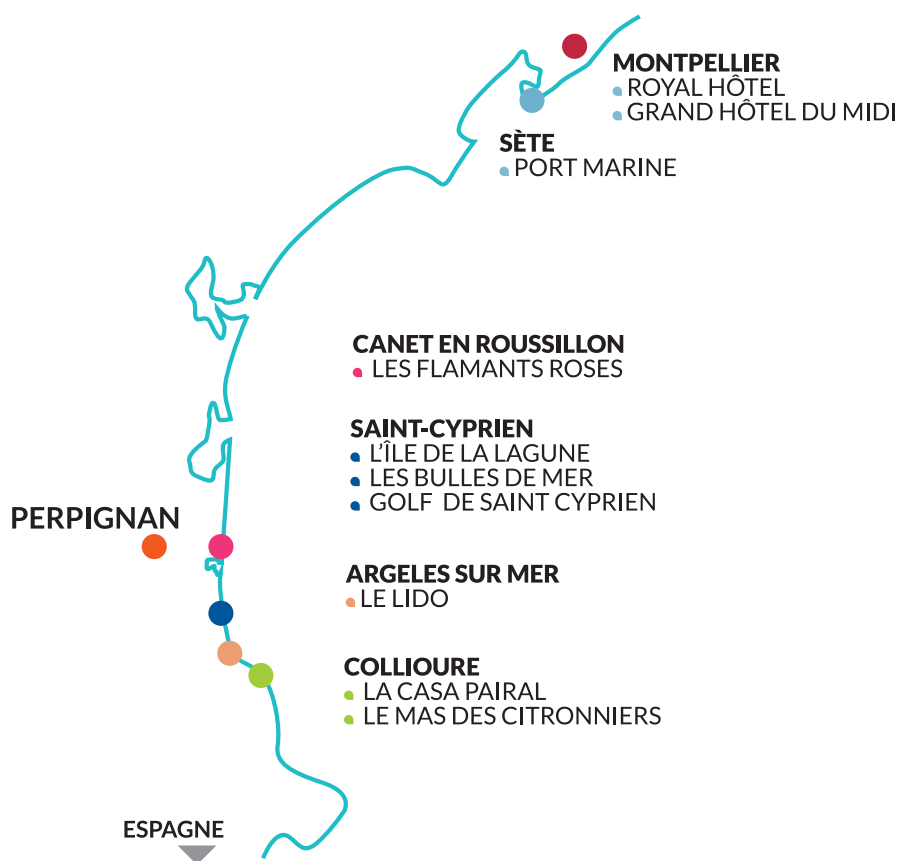 MONTPELLIER
ROYAL HÔTEL
GRAND HÔTEL DU MIDI
SÈTE
PORT MARINE
CANET EN ROUSSILLON
LES FLAMANTS ROSES
SAINT-CYPRIEN
L'ÎLE DE LA LAGUNE
LES BULLES DE MER
GOLF DE SAINT CYPRIEN
PERPIGNAN
ARGELES SUR MER
LE LIDO
COLLIOURE
LA CASA PAIRAL
LE MAS DES CITRONNIERS
ESPAGNE